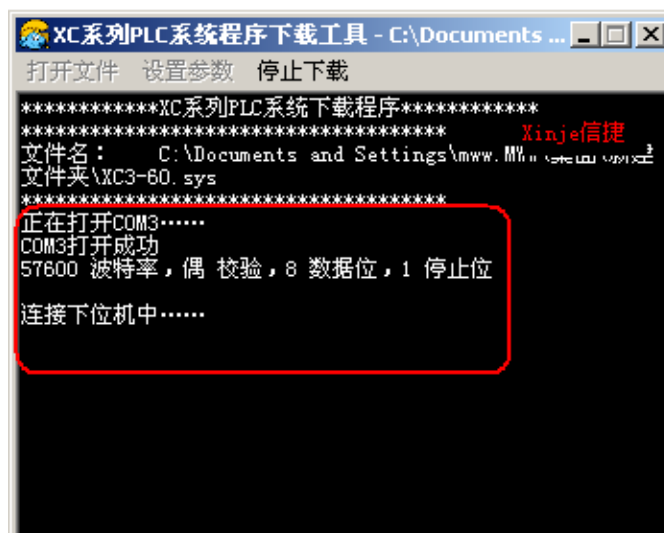 XC系列PLC系统程序下载工具 - C:\Documents ...
打开文件 设置参数 停止下载
************XC系列PLC系统下载程序************
*************************************
Xinje信捷
文件名： C:\Documents and Settings\mww.
文件夹\XC3-60.sys
*************************************
正在打开COM3……
COM3打开成功
57600 波特率，偶 校验，8 数据位，1 停止位
连接下位机中……